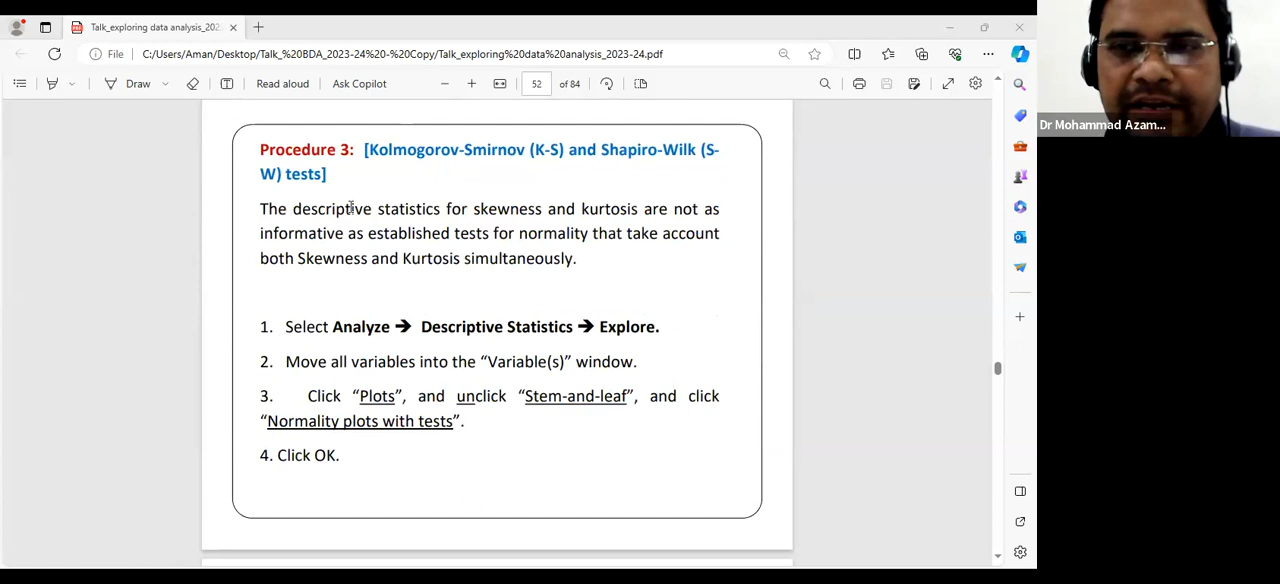 Talk_exploring data analysis_202
File
C:/Users/Aman/Desktop/Talk_%20BDA_2023-24%20-%20Copy/Talk_exploring%20data%20analysis_2023-24.pdf
Draw
Read aloud
Ask Copilot
52
of 84
Dr Mohammad Azam...
Procedure 3: [Kolmogorov-Smirnov (K-S) and Shapiro-Wilk (S-
W) tests]
The descriptive statistics for skewness and kurtosis are not as
informative as established tests for normality that take account
both Skewness and Kurtosis simultaneously.
1. Select Analyze ➔ Descriptive Statistics ➔ Explore.
2. Move all variables into the “Variable(s)” window.
3. Click “Plots”, and unclick “Stem-and-leaf”, and click
“Normality plots with tests”.
4. Click OK.